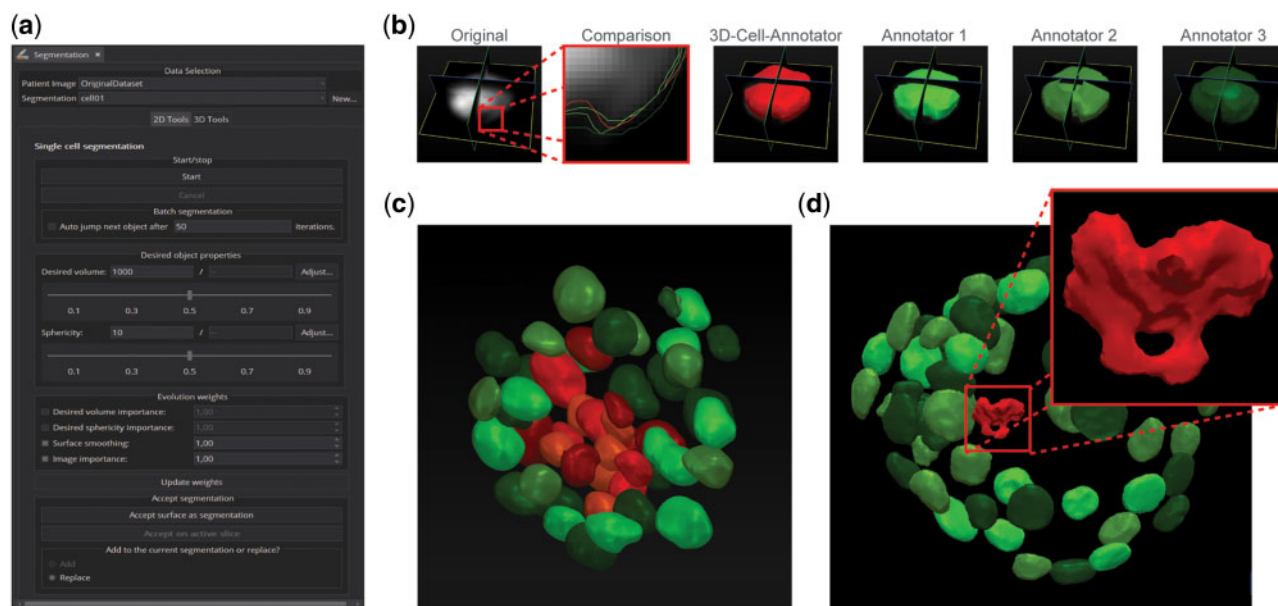 (a)
Segmentation
Data Selection
Patient Image OriginalDataset
Segmentation cell01 New...
2D Tools 3D Tools
Single cell segmentation
Start/stop
Start
Cancel
Batch segmentation
Auto jump next object after 50 iterations.
Desired object properties
Desired volume: 1000 / Adjust...
0.1 0.3 0.5 0.7 0.9
Sphericity: 10 / Adjust...
0.1 0.3 0.5 0.7 0.9
Evolution weights
Desired volume importance: 1,00
Desired sphericity importance: 1,00
Surface smoothing: 1,00
Image importance: 1,00
Update weights
Accept segmentation
Accept surface as segmentation
Accept on active slice
Add to the current segmentation or replace?
Add
Replace
(b)
Original Comparison 3D-Cell-Annotator Annotator 1 Annotator 2 Annotator 3
(c)
(d)